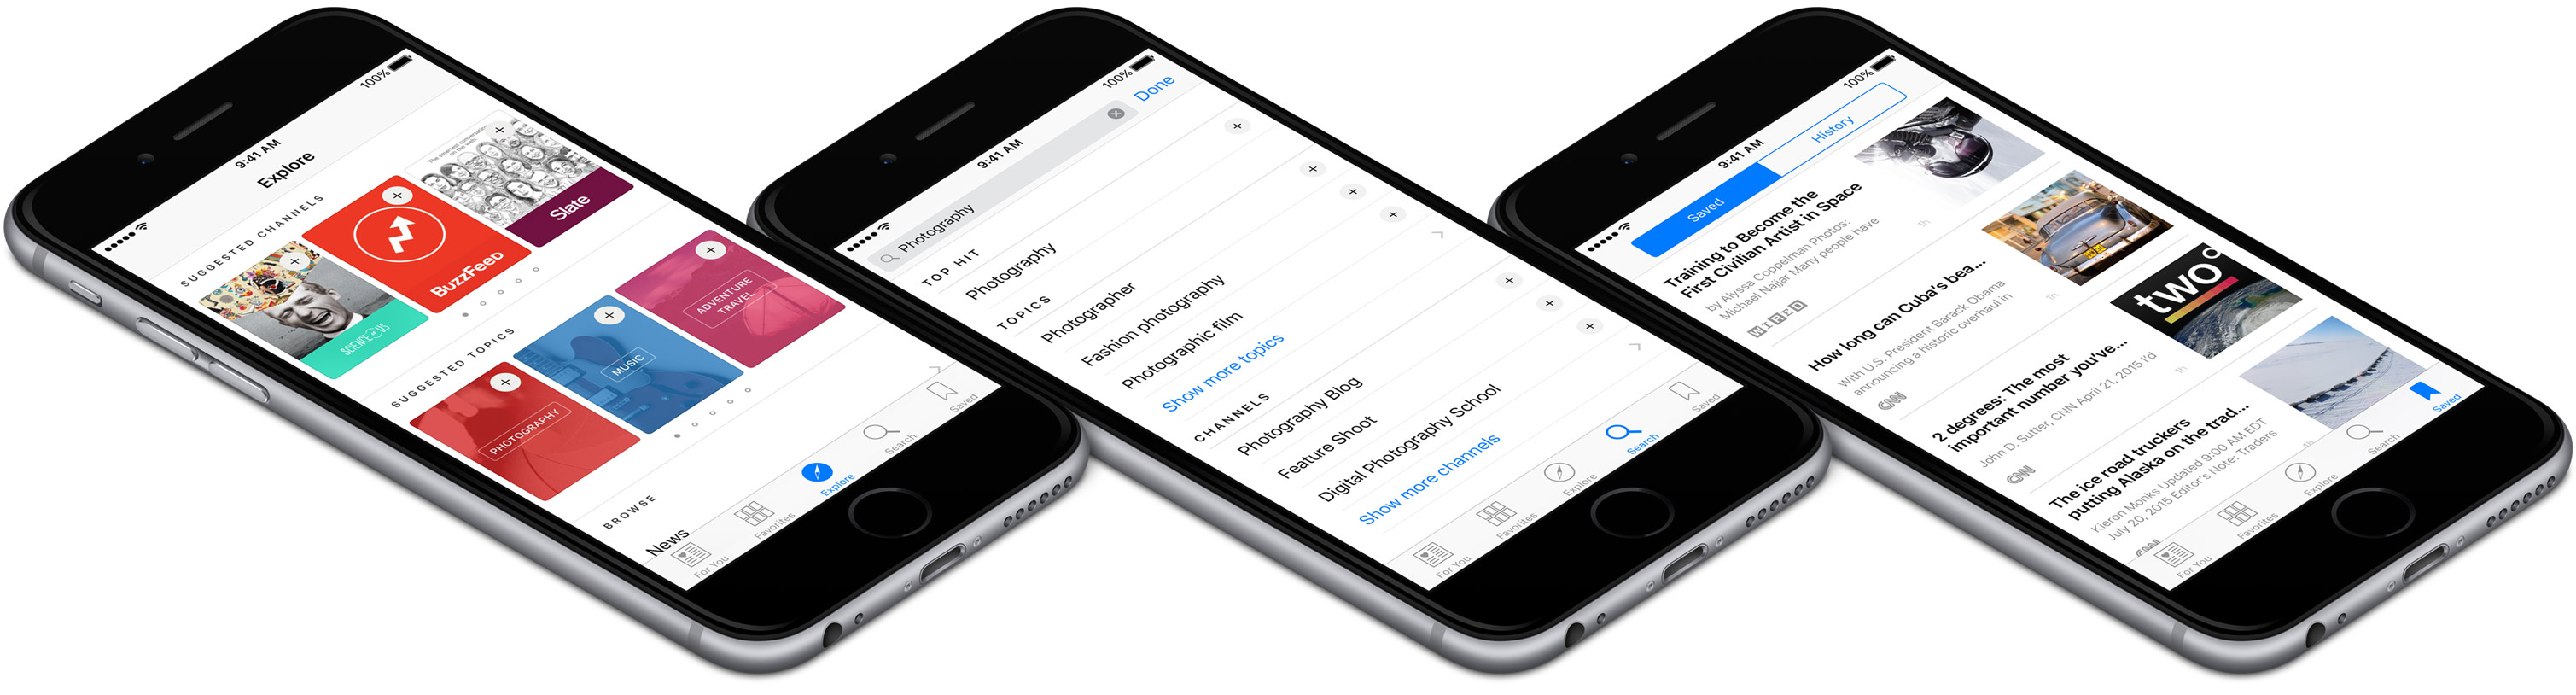 9:41 AM
100%
Explore
SUGGESTED CHANNELS
SCIENCE OF US
BuzzFeed
The smartest conversation
on the web.
Slate
SUGGESTED TOPICS
PHOTOGRAPHY
MUSIC
ADVENTURE
TRAVEL
BROWSE
News
For You
Favorites
Explore
Search
Saved
9:41 AM
100%
Photography
Done
TOP HIT
Photography
TOPICS
Photographer
Fashion photography
Photographic film
Show more topics
CHANNELS
Photography Blog
Feature Shoot
Digital Photography School
Show more channels
For You
Favorites
Explore
Search
Saved
9:41 AM
100%
Saved
History
Training to Become the
First Civilian Artist in Space
by Alyssa Coppelman Photos:
Michael Najjar Many people have
WIRED
1h
How long can Cuba's bea...
With U.S. President Barack Obama
announcing a historic overhaul in
CNN
1h
two°
2 degrees: The most
important number you've...
John D. Sutter, CNN April 21, 2015 I'd
CNN
1h
The ice road truckers
putting Alaska on the trad...
Kieron Monks Updated 9:00 AM EDT
July 20, 2015 Editor's Note: Traders
CNN
For You
Favorites
Explore
Search
Saved